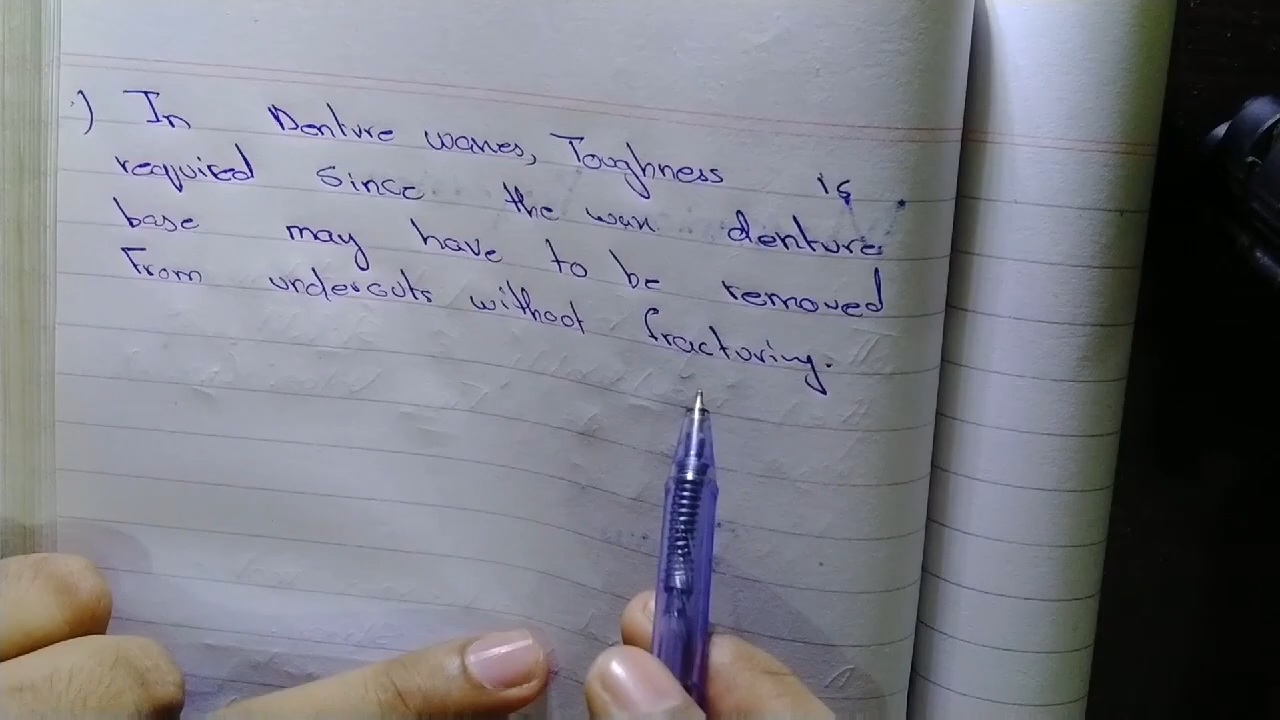 .) In Denture waxes, Toughness is
required since the wax denture
base may have to be removed
From undercuts without fracturing.